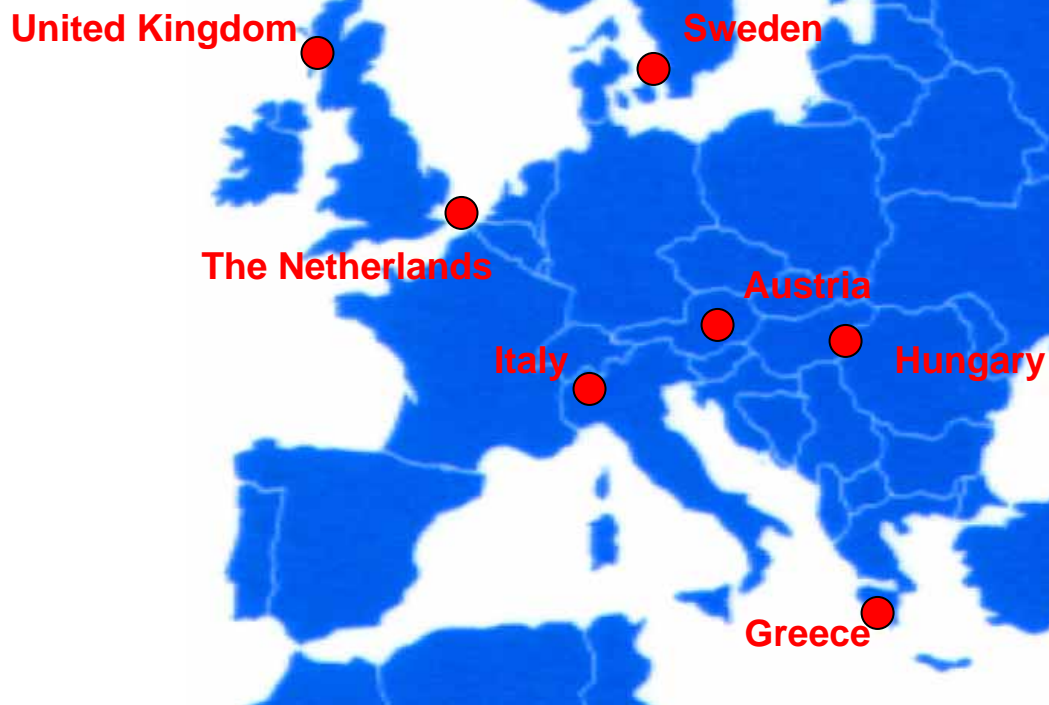 United Kingdom
Sweden
The Netherlands
Austria
Italy
Hungary
Greece